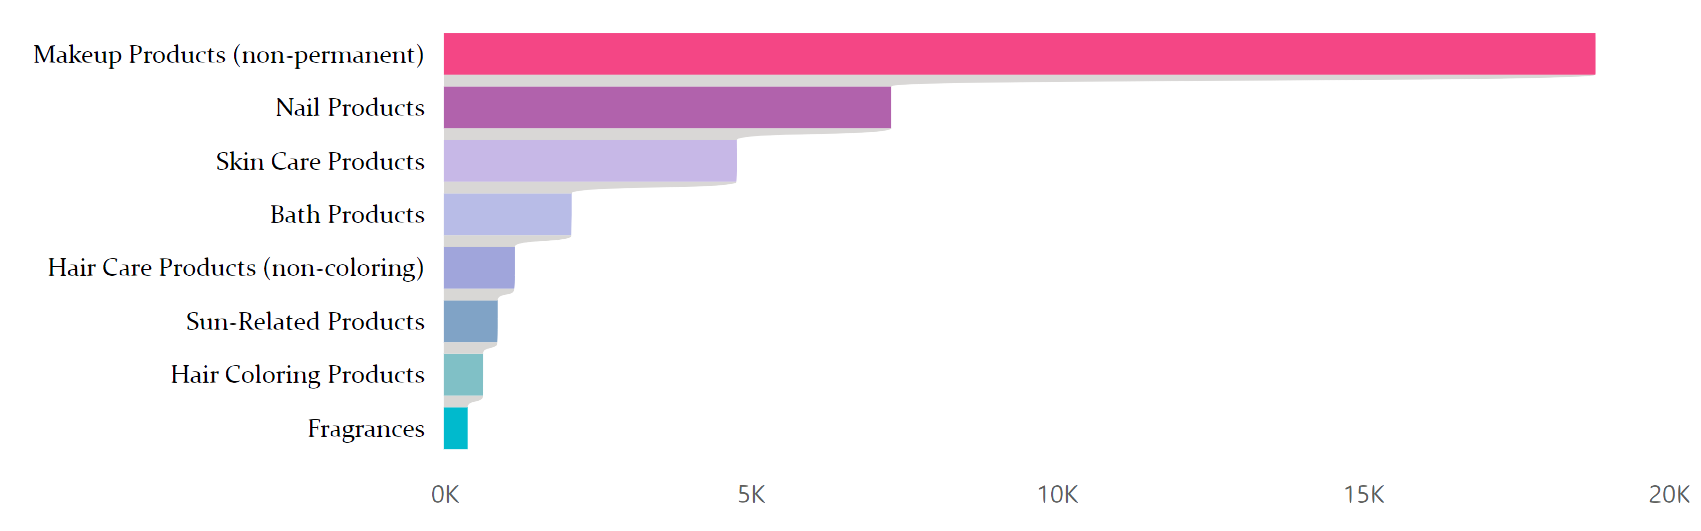 Makeup Products (non-permanent)
Nail Products
Skin Care Products
Bath Products
Hair Care Products (non-coloring)
Sun-Related Products
Hair Coloring Products
Fragrances
0K 5K 10K 15K 20K